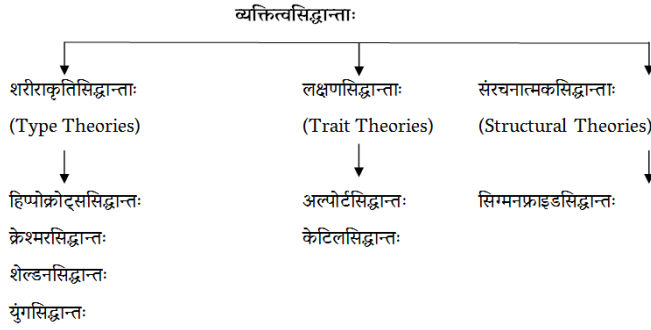 व्यक्तित्वसिद्धान्ताः
शरीराकृतिसिद्धान्ताः लक्षणसिद्धान्ताः संरचनात्मकसिद्धान्ताः
(Type Theories) (Trait Theories) (Structural Theories)
हिप्पोक्रोट्ससिद्धान्तः अल्पोर्टसिद्धान्तः सिग्मनफ्राइडसिद्धान्तः
क्रेश्मरसिद्धान्तः केटिलसिद्धान्तः
शेल्डनसिद्धान्तः
युंगसिद्धान्तः